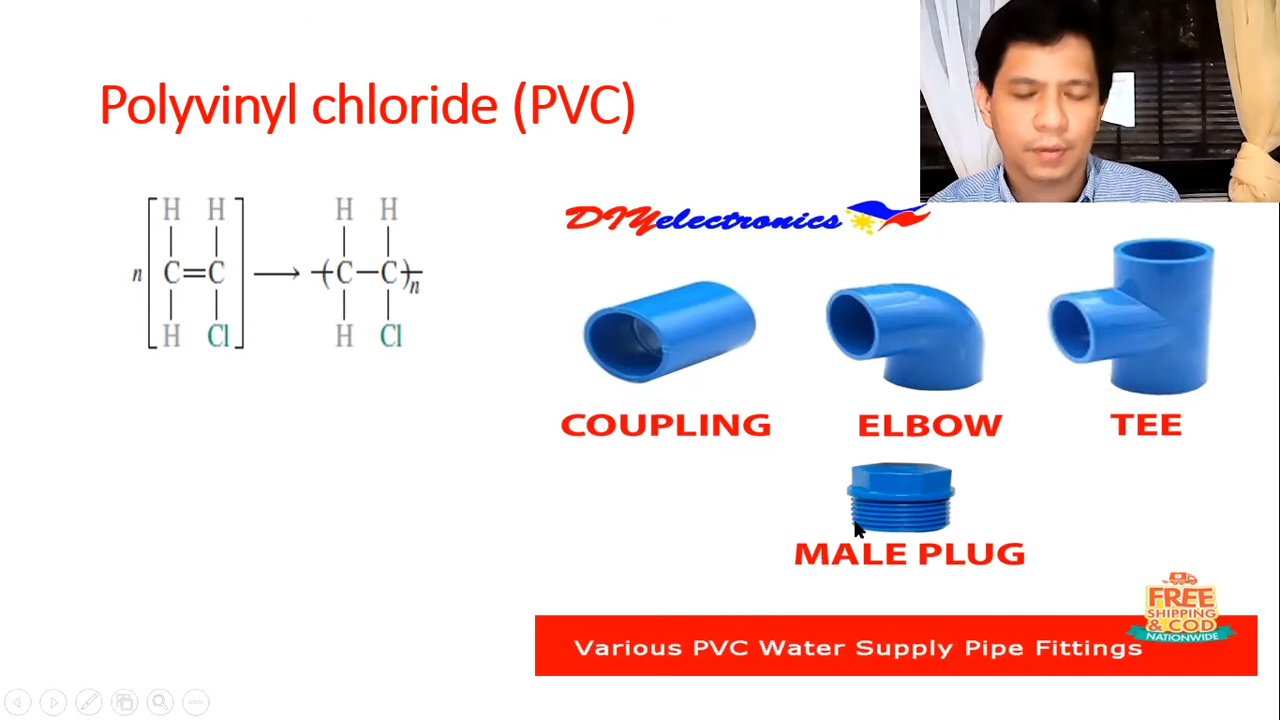 Polyvinyl chloride (PVC)
H H H H
n C=C → ( C–C )n
H Cl H Cl
DIYelectronics
COUPLING ELBOW TEE
MALE PLUG
FREE
SHIPPING
& COD
NATIONWIDE
Various PVC Water Supply Pipe Fittings